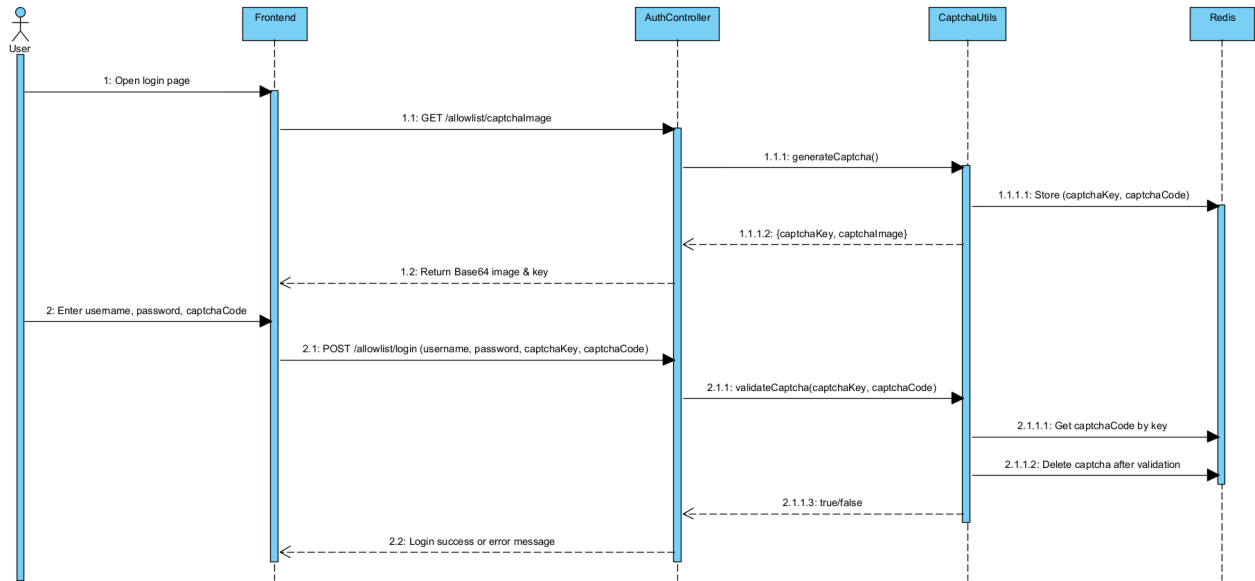 Frontend
AuthController
CaptchaUtils
Redis
User
1: Open login page
1.1: GET /allowlist/captchaImage
1.1.1: generateCaptcha()
1.1.1.1: Store (captchaKey, captchaCode)
1.1.1.2: {captchaKey, captchaImage}
1.2: Return Base64 image & key
2: Enter username, password, captchaCode
2.1: POST /allowlist/login (username, password, captchaKey, captchaCode)
2.1.1: validateCaptcha(captchaKey, captchaCode)
2.1.1.1: Get captchaCode by key
2.1.1.2: Delete captcha after validation
2.1.1.3: true/false
2.2: Login success or error message